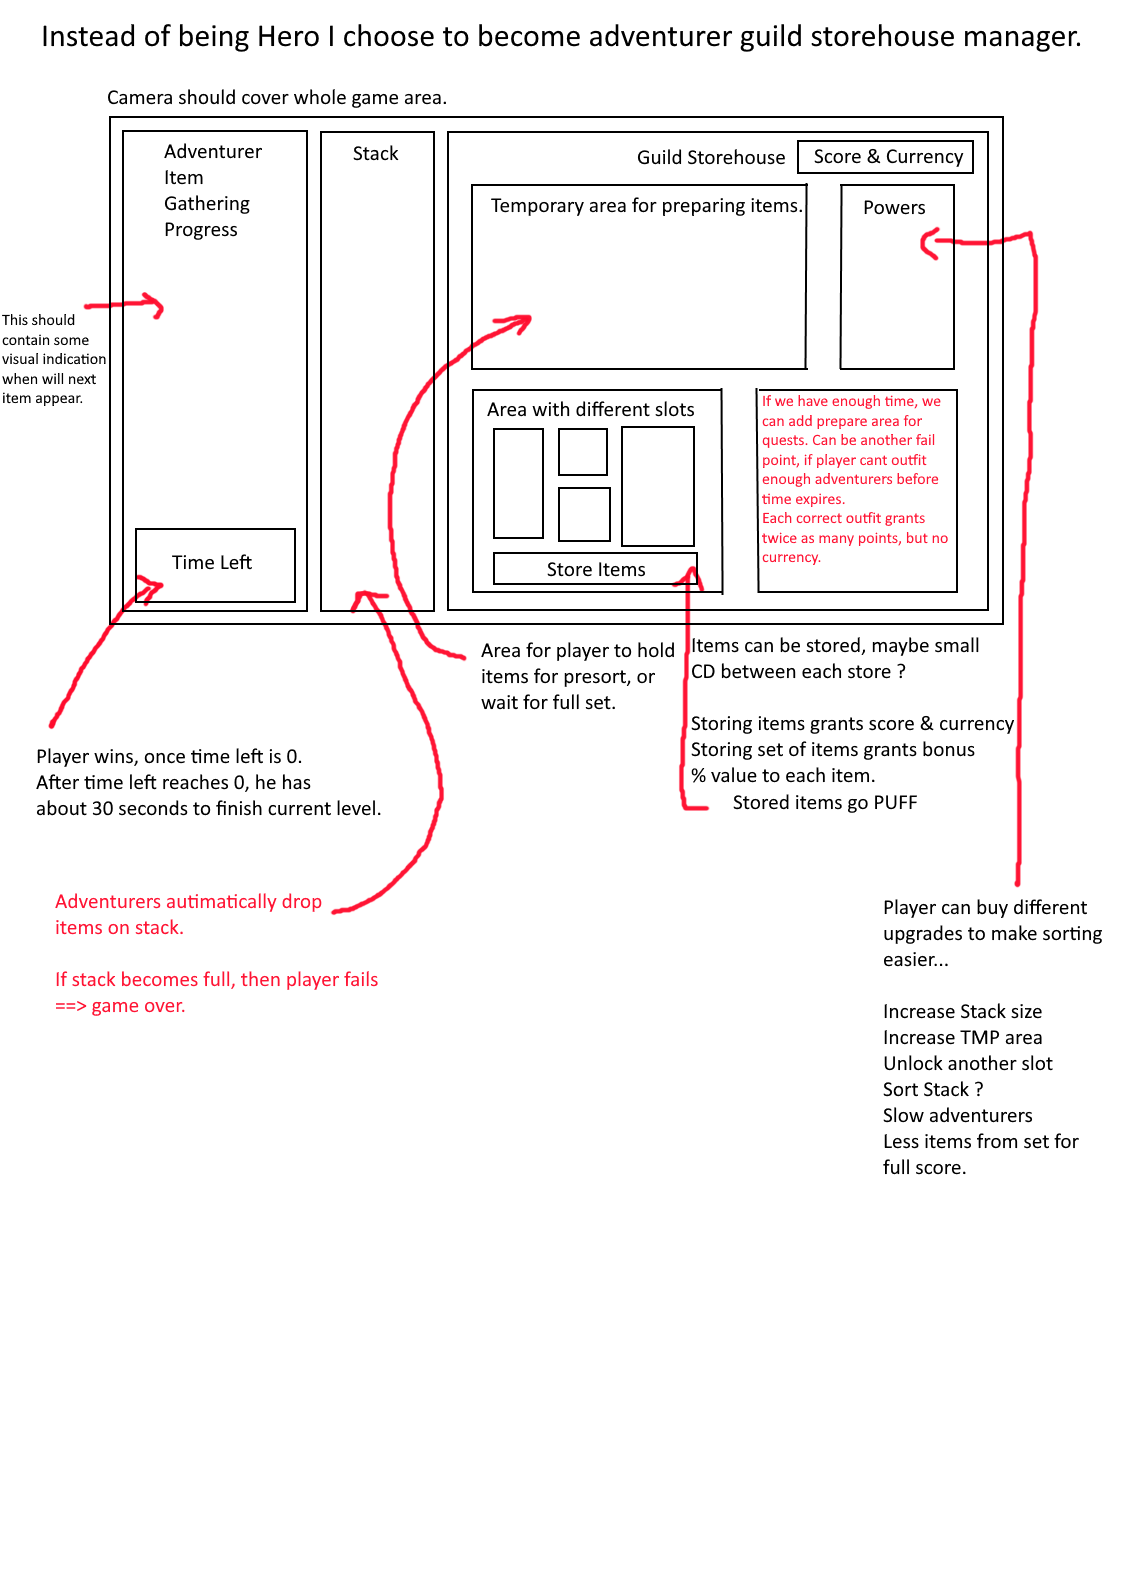 Instead of being Hero I choose to become adventurer guild storehouse manager.
Camera should cover whole game area.
Adventurer
Item
Gathering
Progress
Stack
Guild Storehouse
Score & Currency
Temporary area for preparing items.
Powers
This should
contain some
visual indication
when will next
item appear.
Area with different slots
If we have enough time, we
can add prepare area for
quests. Can be another fail
point, if player cant outfit
enough adventurers before
time expires.
Each correct outfit grants
twice as many points, but no
currency.
Time Left
Store Items
Area for player to hold
items for presort, or
wait for full set.
Items can be stored, maybe small
CD between each store ?
Storing items grants score & currency
Storing set of items grants bonus
% value to each item.
Stored items go PUFF
Player wins, once time left is 0.
After time left reaches 0, he has
about 30 seconds to finish current level.
Adventurers autimatically drop
items on stack.
If stack becomes full, then player fails
==> game over.
Player can buy different
upgrades to make sorting
easier...
Increase Stack size
Increase TMP area
Unlock another slot
Sort Stack ?
Slow adventurers
Less items from set for
full score.